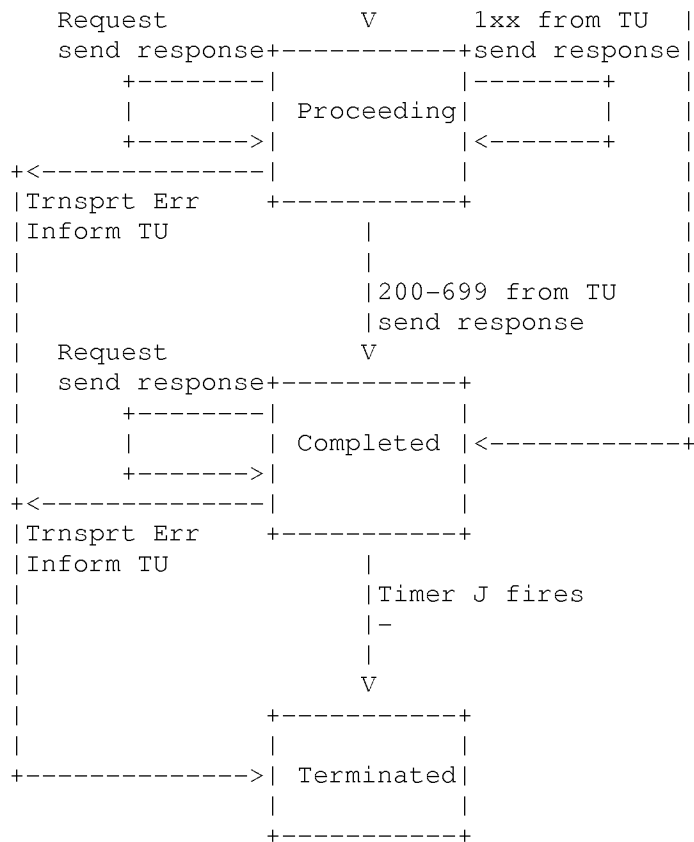 Request V 1xx from TU |
send response+-----------+send response|
+--------| |--------+ |
| | Proceeding| | |
+------->| |<-------+ |
+<--------------| | |
|Trnsprt Err +-----------+ |
|Inform TU | |
| | |
| |200-699 from TU |
| |send response |
| Request V |
| send response+-----------+ |
| +--------| | |
| | | Completed |<------------+
| +------->| |
+<--------------| |
|Trnsprt Err +-----------+
|Inform TU |
| |Timer J fires
| |-
| |
| V
| +-----------+
| | |
+-------------->| Terminated|
| |
+-----------+